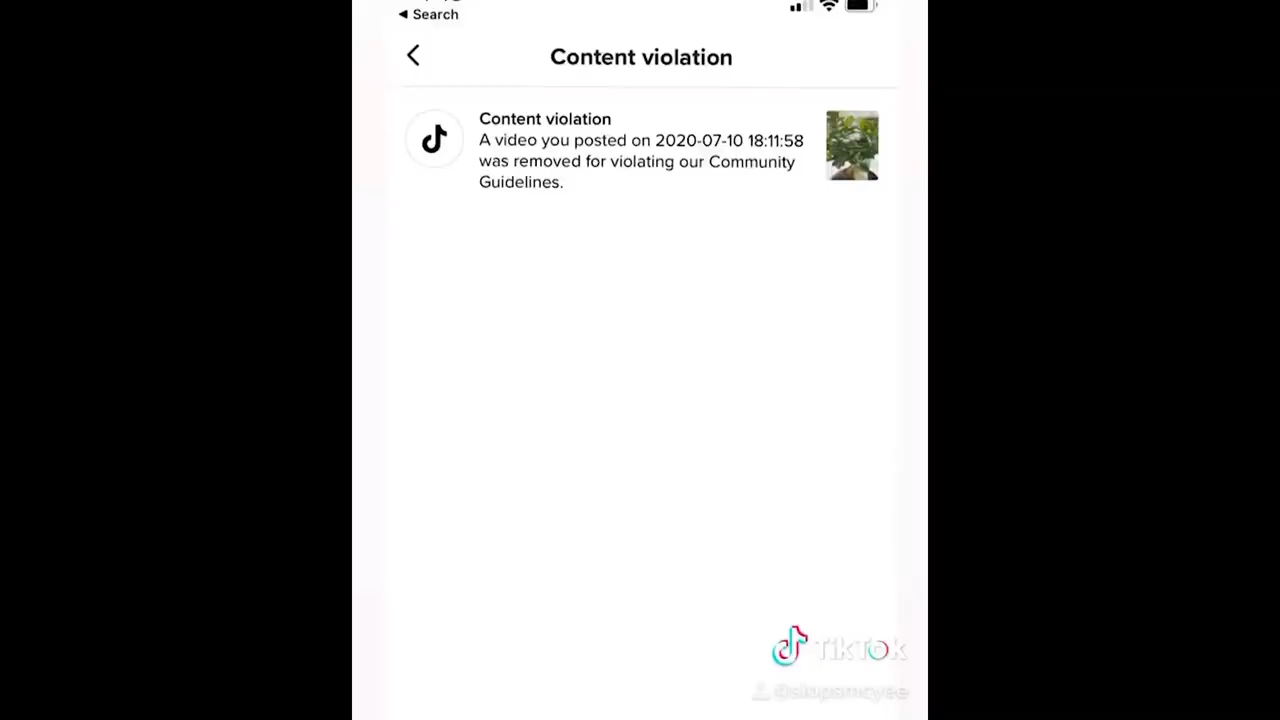 Search
Content violation
Content violation
A video you posted on 2020-07-10 18:11:58
was removed for violating our Community
Guidelines.
TikTok
@slapsmcyee